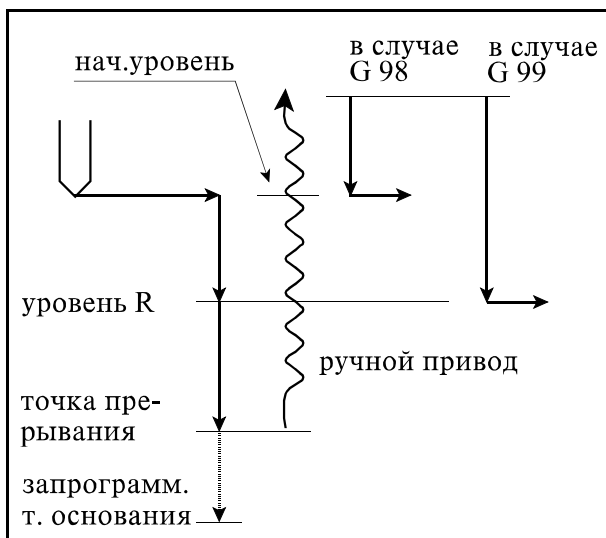 в случае
G 98
в случае
G 99
нач.уровень
уровень R
ручной привод
точка пре-
рывания
запрограмм.
т. основания